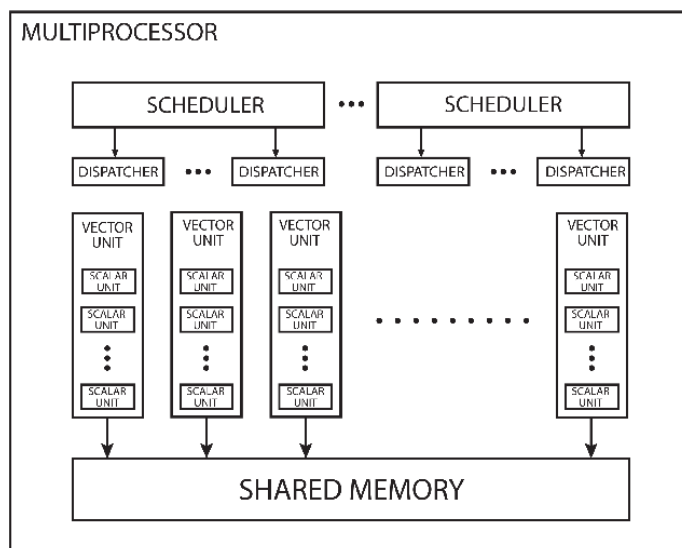 MULTIPROCESSOR
SCHEDULER ••• SCHEDULER
DISPATCHER ••• DISPATCHER DISPATCHER ••• DISPATCHER
VECTOR UNIT VECTOR UNIT VECTOR UNIT VECTOR UNIT
SCALAR UNIT SCALAR UNIT SCALAR UNIT SCALAR UNIT
SCALAR UNIT SCALAR UNIT SCALAR UNIT SCALAR UNIT
SCALAR UNIT SCALAR UNIT SCALAR UNIT SCALAR UNIT
SHARED MEMORY